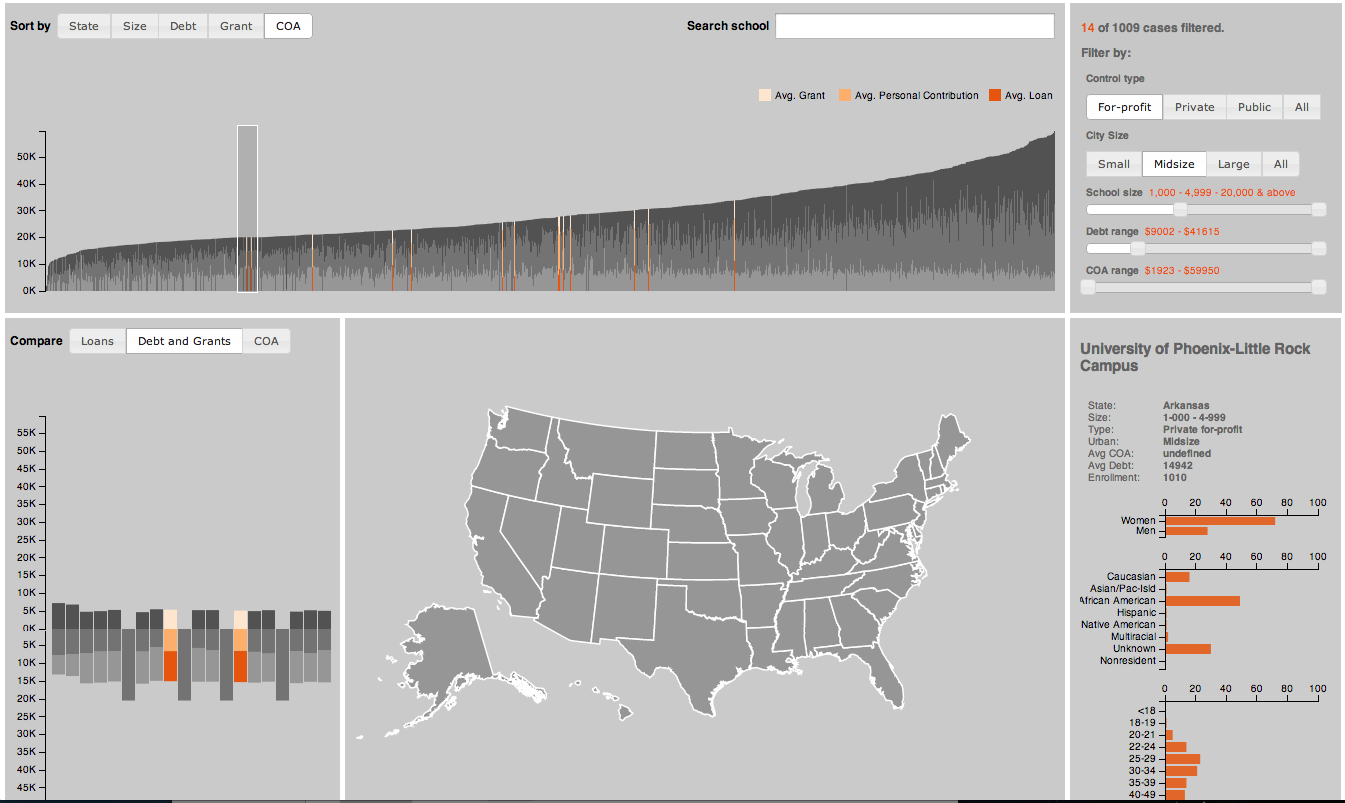 Sort by State Size Debt Grant COA
Search school
Avg. Grant Avg. Personal Contribution Avg. Loan
50K
40K
30K
20K
10K
0K
14 of 1009 cases filtered.
Filter by:
Control type
For-profit Private Public All
City Size
Small Midsize Large All
School size 1,000 - 4,999 - 20,000 & above
Debt range $9002 - $41615
COA range $1923 - $59950
Compare Loans Debt and Grants COA
55K
50K
45K
40K
35K
30K
25K
20K
15K
10K
5K
0K
5K
10K
15K
20K
25K
30K
35K
40K
45K
University of Phoenix-Little Rock
Campus
State: Arkansas
Size: 1-000 - 4-999
Type: Private for-profit
Urban: Midsize
Avg COA: undefined
Avg Debt: 14942
Enrollment: 1010
0 20 40 60 80 100
Women
Men
0 20 40 60 80 100
Caucasian
Asian/Pac-Isld
African American
Hispanic
Native American
Multiracial
Unknown
Nonresident
0 20 40 60 80 100
<18
18-19
20-21
22-24
25-29
30-34
35-39
40-49